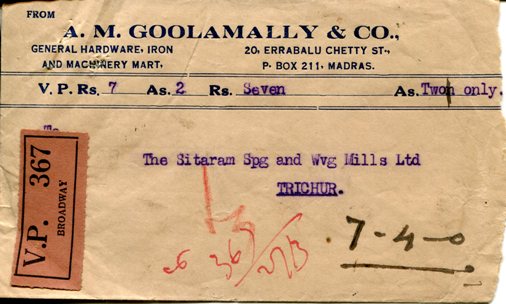 FROM
A. M. GOOLAMALLY & CO.,
GENERAL HARDWARE, IRON
AND MACHINERY MART,
20, ERRABALU CHETTY ST.,
P. BOX 211, MADRAS.
V. P. Rs. 7 As. 2 Rs. Seven As. Two only.
To
The Sitaram Spg and Wvg Mills Ltd
TRICHUR.
V.P. 367
BROADWAY
7-4-0